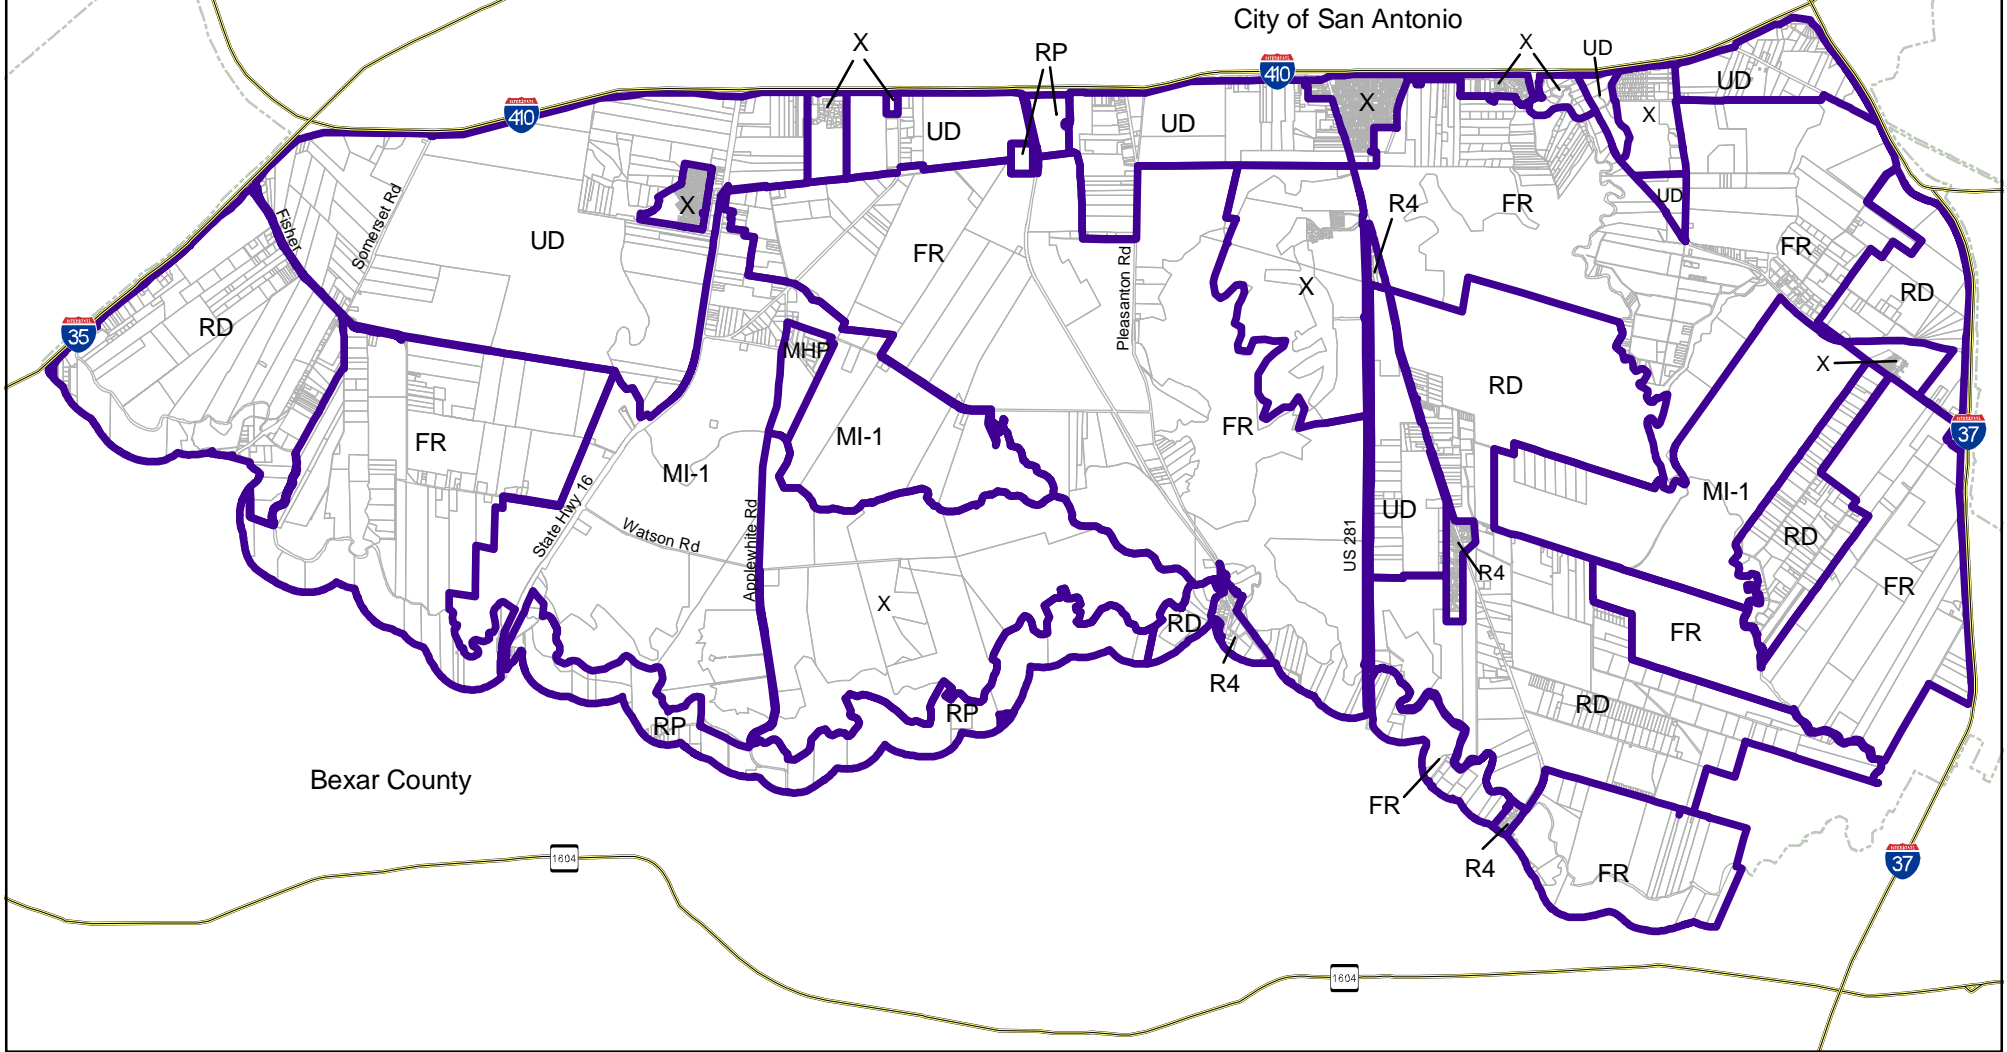 City of San Antonio
X
RP
X
UD
410
UD
410
X
X
UD
UD
UD
X
R4
FR
UD
Fisher
Somerset Rd
UD
FR
FR
Pleasanton Rd
X
RD
RD
35
MHP
X
RD
FR
MI-1
FR
37
MI-1
MI-1
State Hwy 16
Watson Rd
Applewhite Rd
US 281
UD
RD
R4
FR
X
RD
FR
R4
RP
RP
RD
Bexar County
FR
R4
FR
37
1604
1604